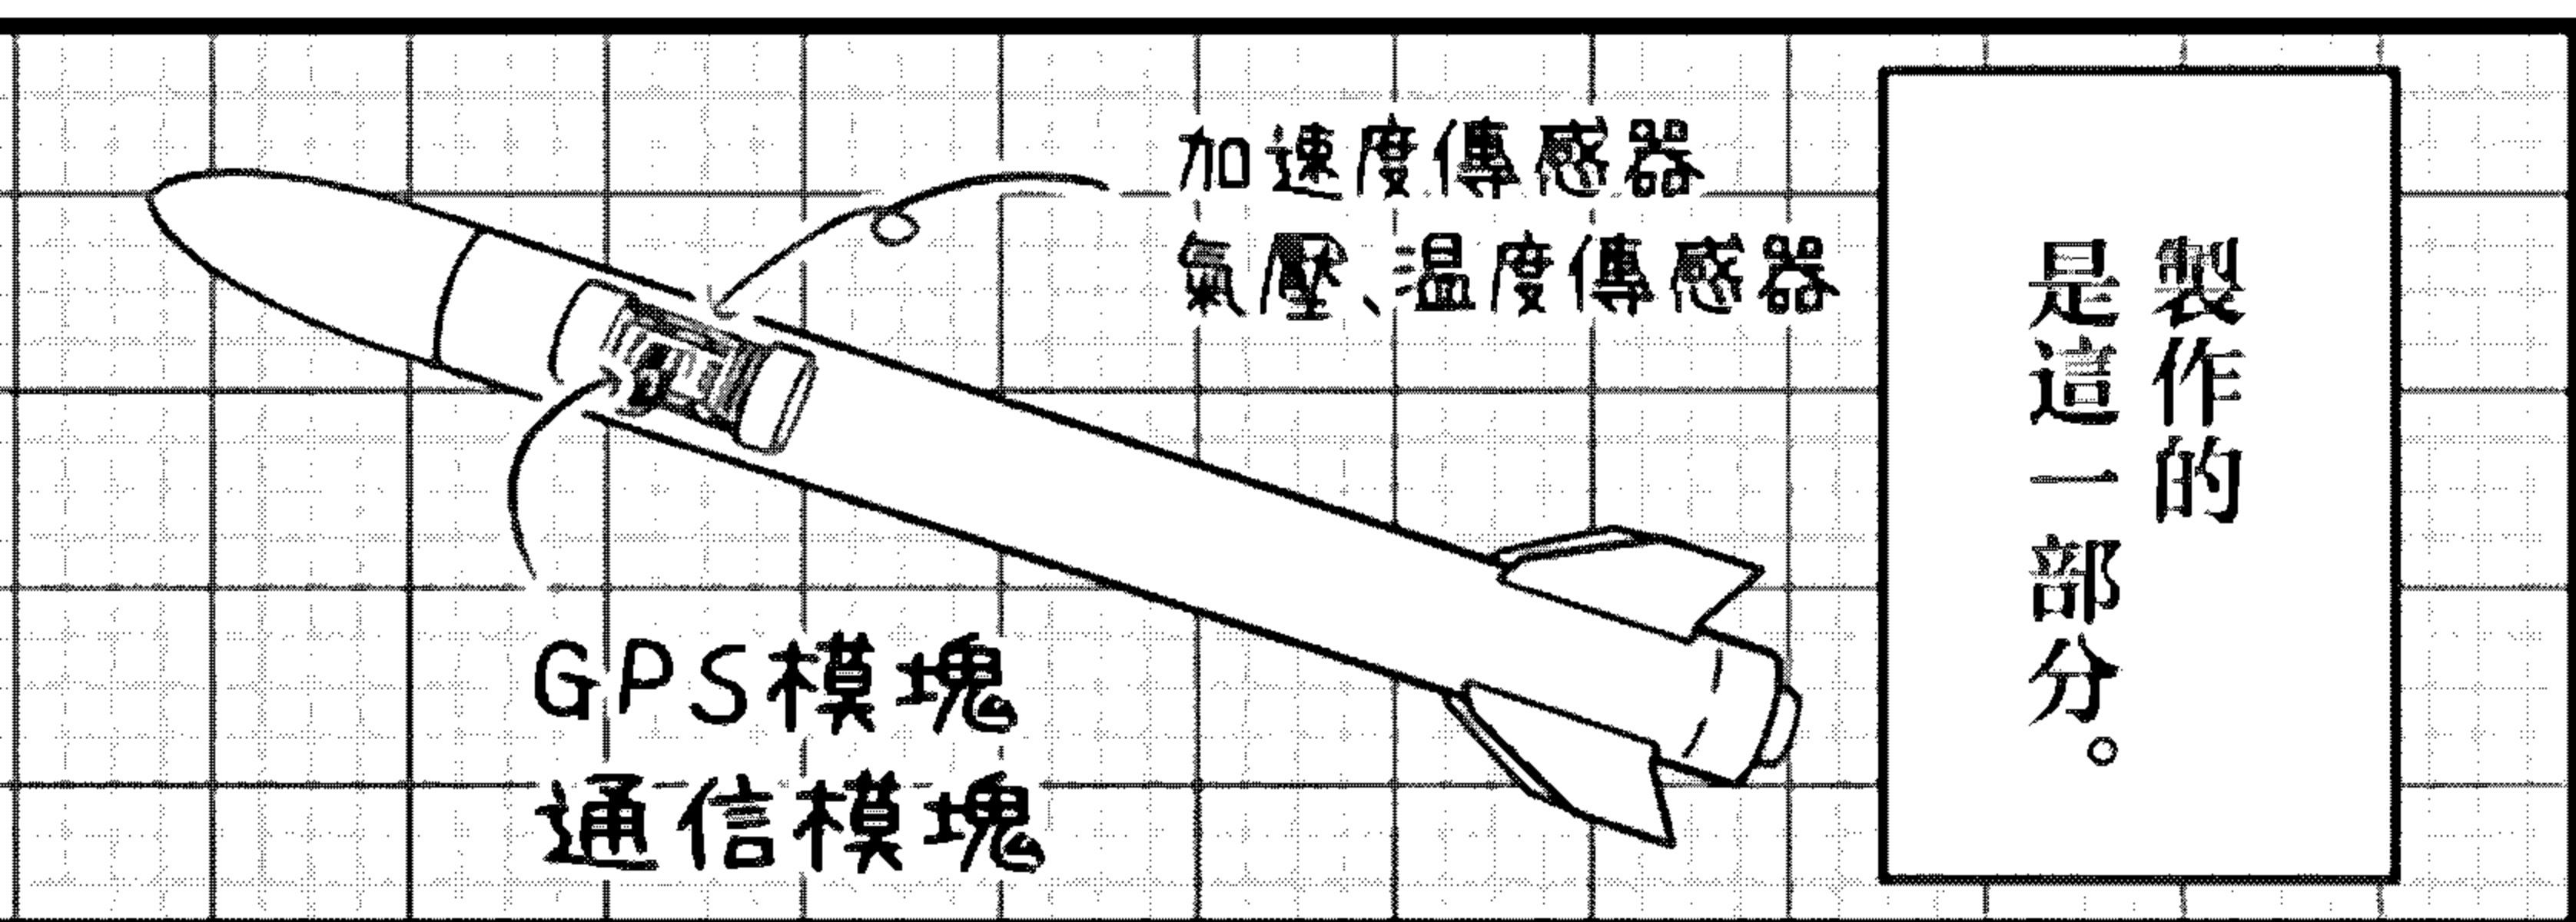 製作的
是這一部分。
加速度傳感器
氣壓、温度傳感器
GPS模塊
通信模塊